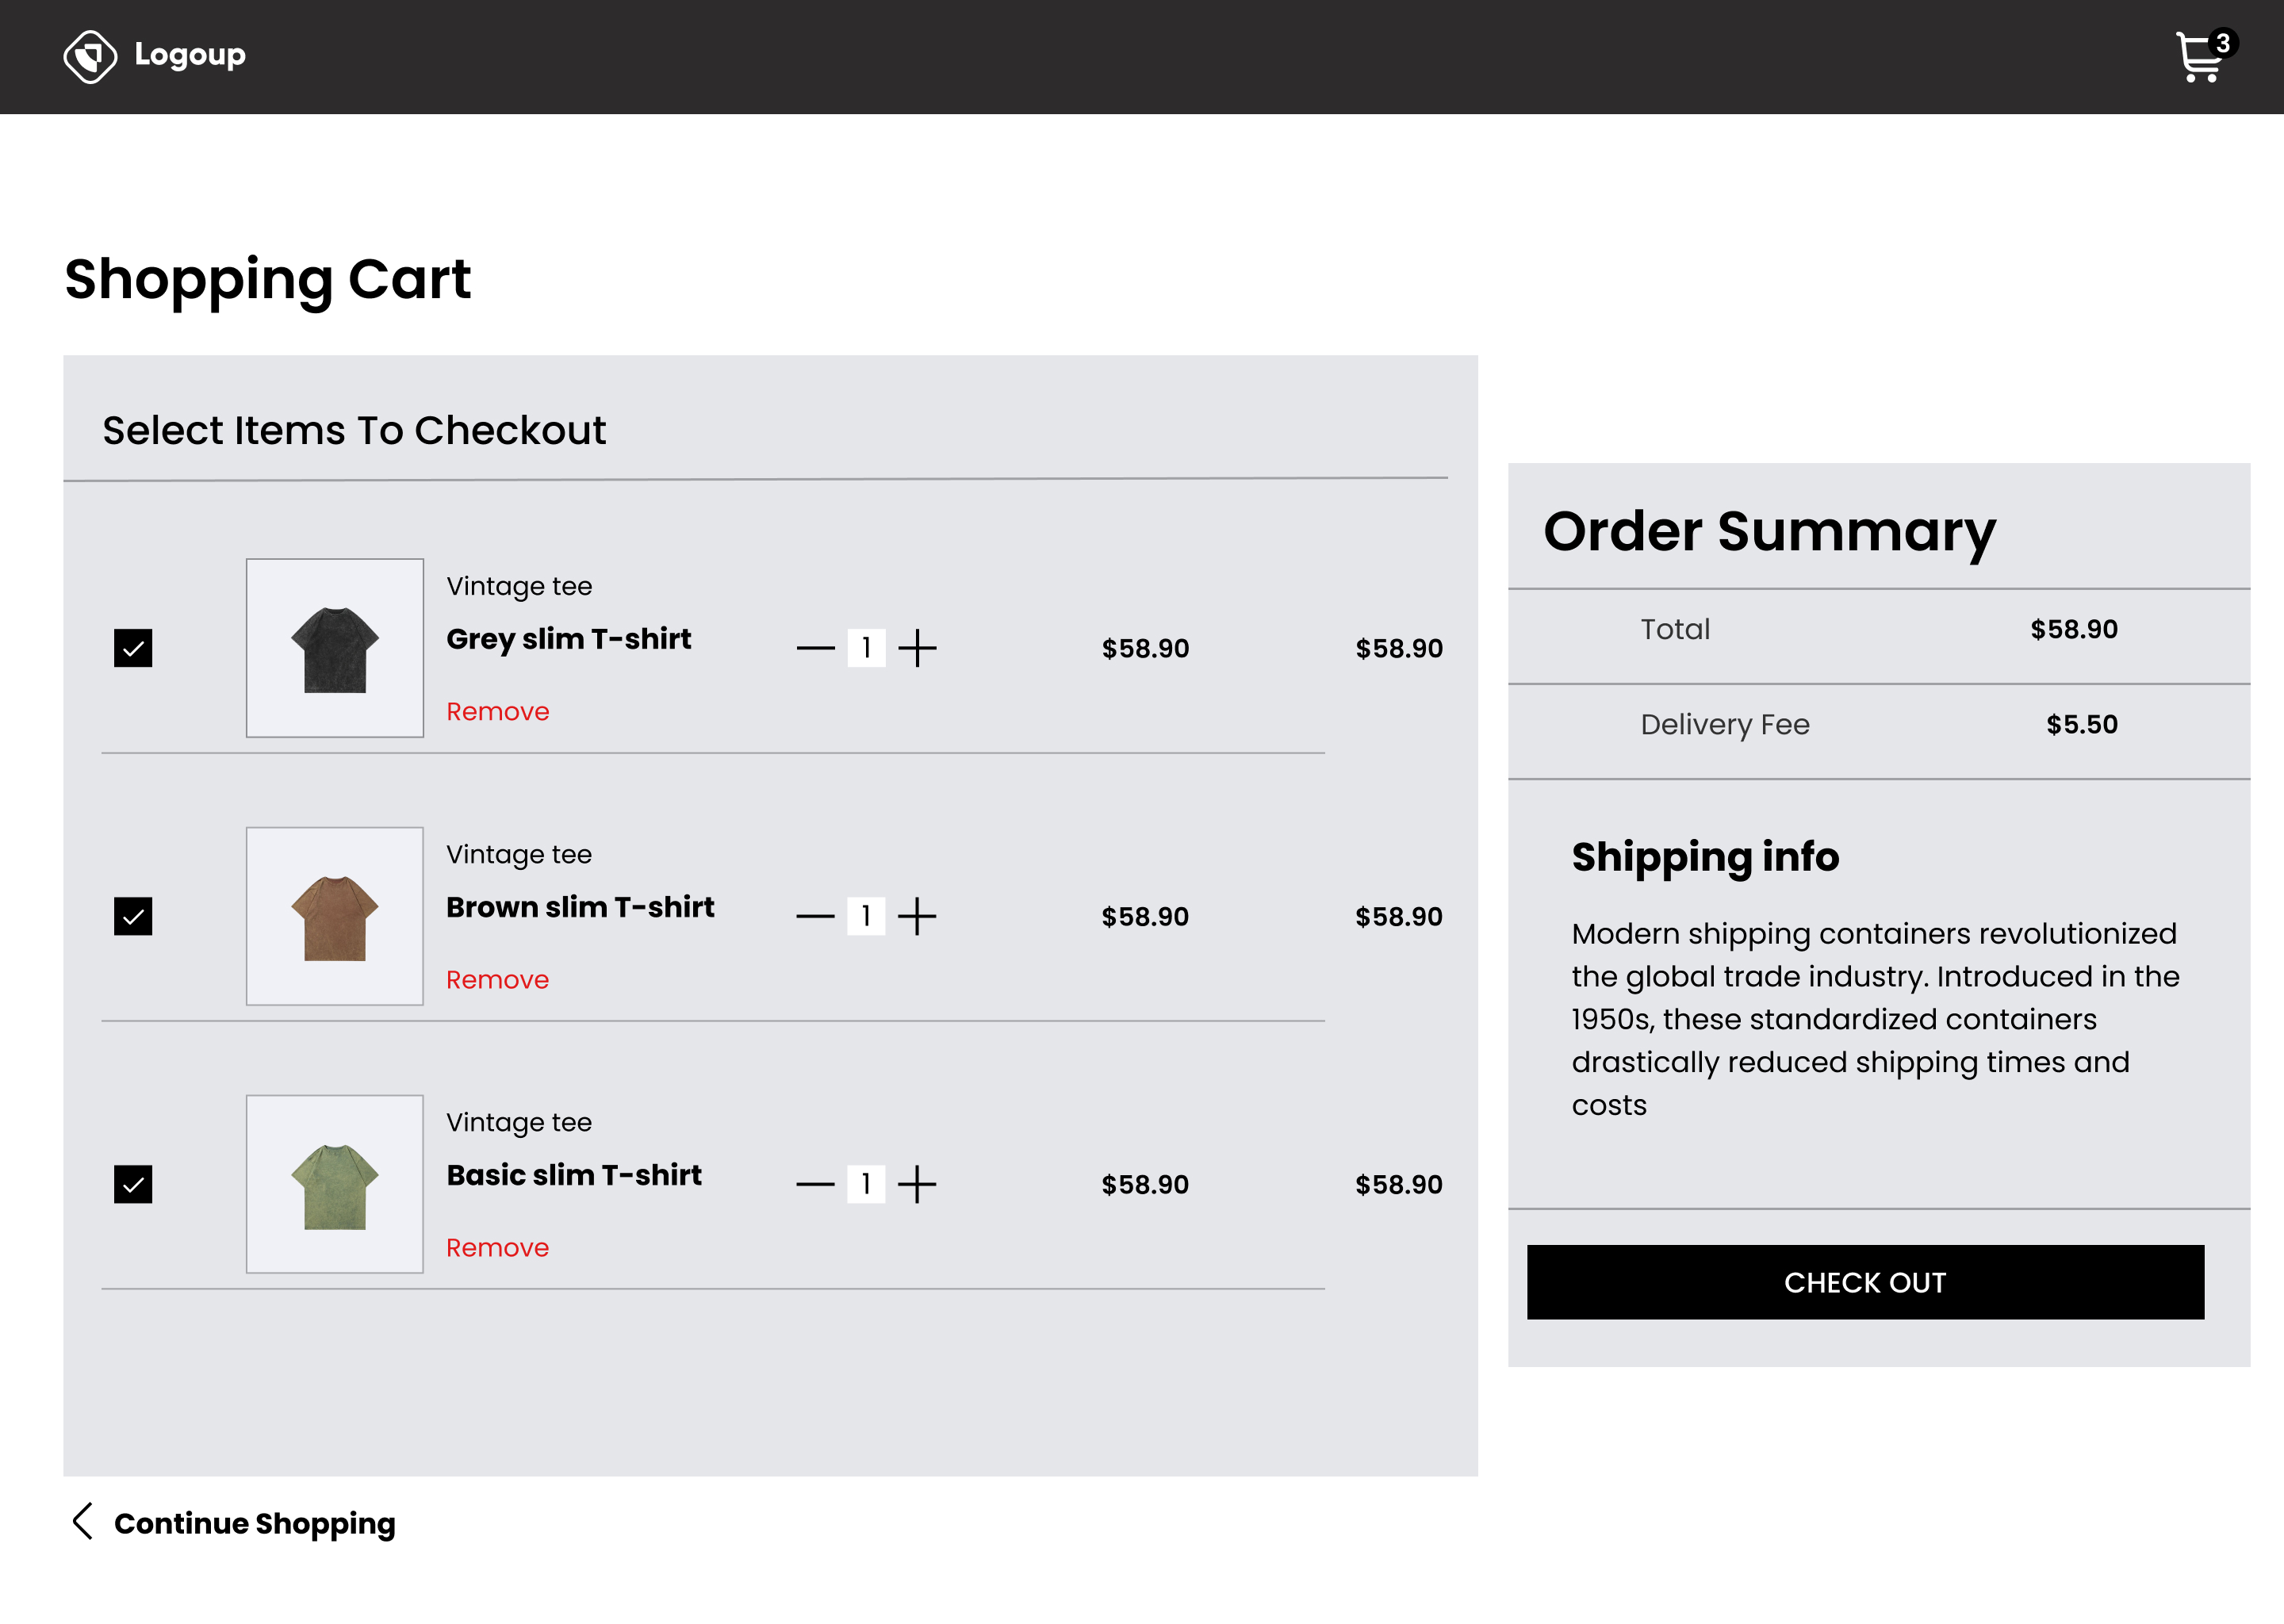 Logoup
3
Shopping Cart
Select Items To Checkout
Vintage tee
Grey slim T-shirt
1
$58.90
$58.90
Remove
Vintage tee
Brown slim T-shirt
1
$58.90
$58.90
Remove
Vintage tee
Basic slim T-shirt
1
$58.90
$58.90
Remove
Continue Shopping
Order Summary
Total $58.90
Delivery Fee $5.50
Shipping info
Modern shipping containers revolutionized
the global trade industry. Introduced in the
1950s, these standardized containers
drastically reduced shipping times and
costs
CHECK OUT